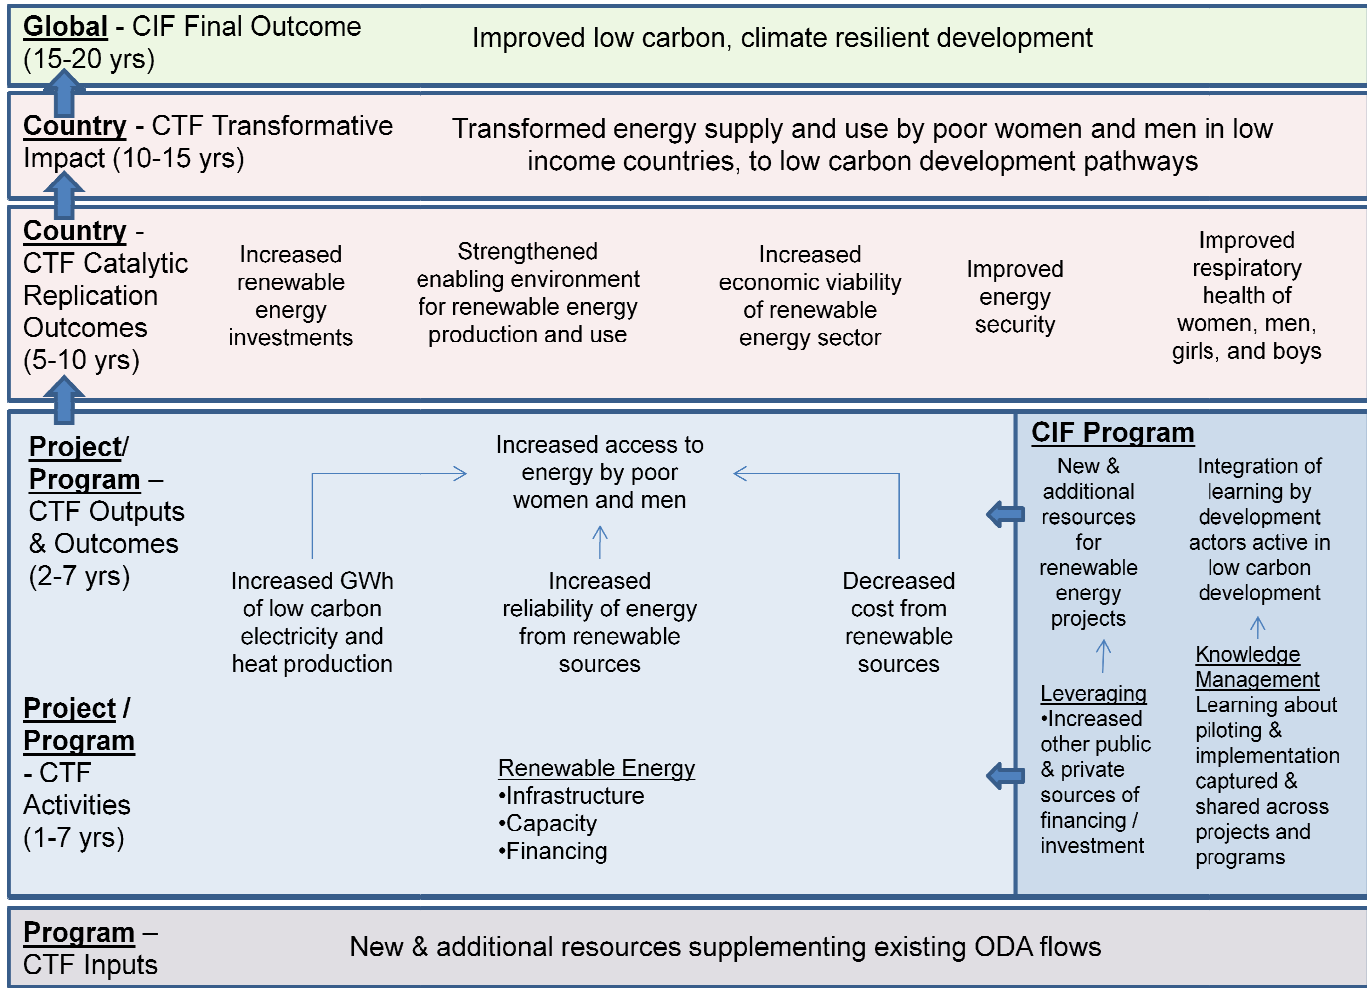 Global - CIF Final Outcome
(15-20 yrs)
Improved low carbon, climate resilient development
Country - CTF Transformative
Impact (10-15 yrs)
Transformed energy supply and use by poor women and men in low
income countries, to low carbon development pathways
Country -
CTF Catalytic
Replication
Outcomes
(5-10 yrs)
Increased
renewable
energy
investments
Strengthened
enabling environment
for renewable energy
production and use
Increased
economic viability
of renewable
energy sector
Improved
energy
security
Improved
respiratory
health of
women, men,
girls, and boys
Project/
Program –
CTF Outputs
& Outcomes
(2-7 yrs)
Increased access to
energy by poor
women and men
Increased GWh
of low carbon
electricity and
heat production
Increased
reliability of energy
from renewable
sources
Decreased
cost from
renewable
sources
Project /
Program
- CTF
Activities
(1-7 yrs)
Renewable Energy
•Infrastructure
•Capacity
•Financing
CIF Program
New &
additional
resources
for
renewable
energy
projects
Integration of
learning by
development
actors active in
low carbon
development
Leveraging
•Increased
other public
& private
sources of
financing /
investment
Knowledge
Management
Learning about
piloting &
implementation
captured &
shared across
projects and
programs
Program –
CTF Inputs
New & additional resources supplementing existing ODA flows